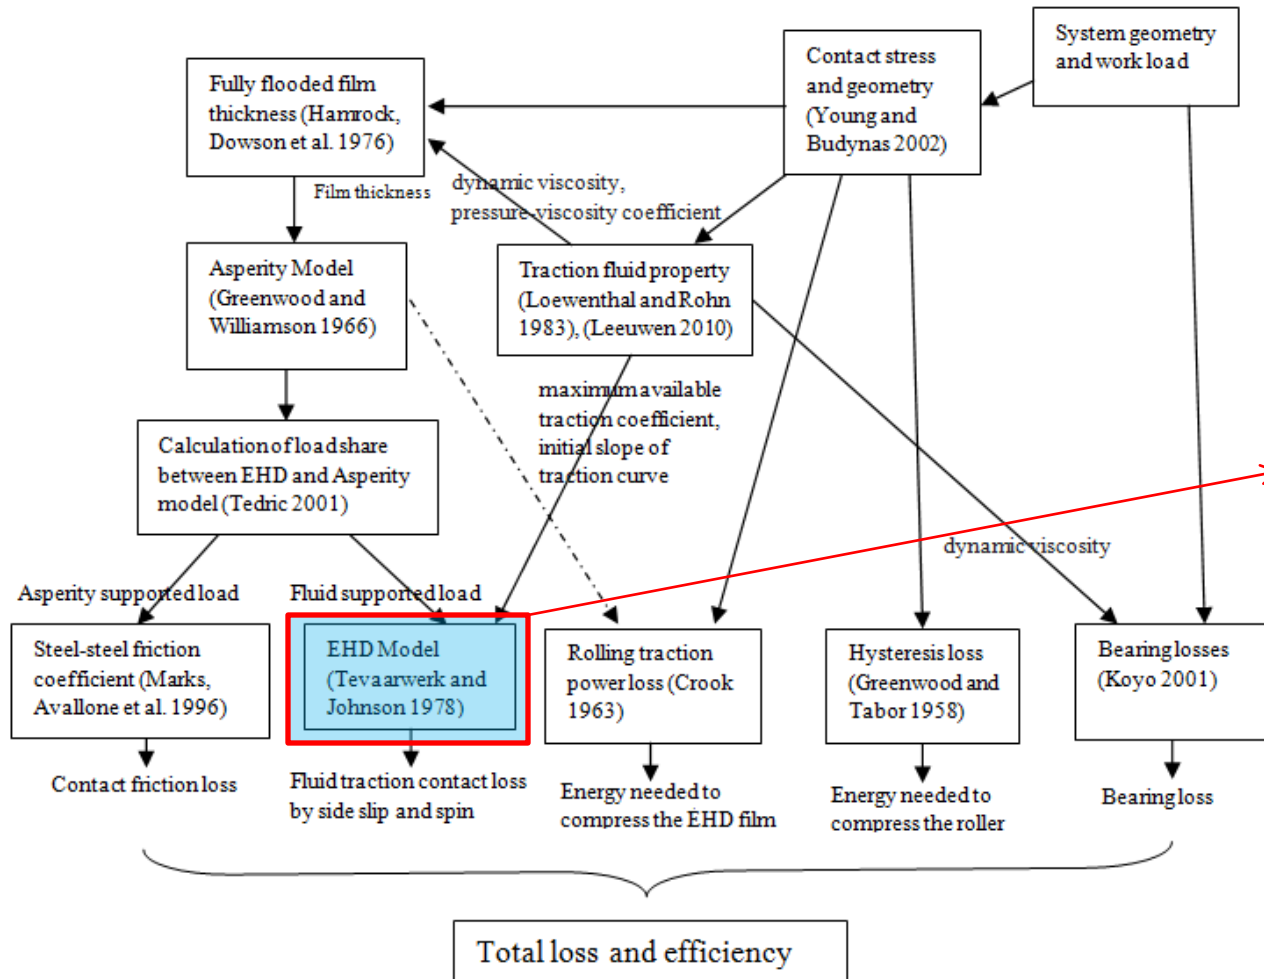 System geometry
and work load
Contact stress
and geometry
(Young and
Budynas 2002)
Fully flooded film
thickness (Hamrock,
Dowson et al. 1976)
Film thickness
dynamic viscosity,
pressure-viscosity coefficient
Asperity Model
(Greenwood and
Williamson 1966)
Traction fluid property
(Loewenthal and Rohn
1983), (Leeuwen 2010)
maximum available
traction coefficient,
initial slope of
traction curve
Calculation of load share
between EHD and Asperity
model (Tedric 2001)
dynamic viscosity
Asperity supported load
Fluid supported load
Steel-steel friction
coefficient (Marks,
Avallone et al. 1996)
EHD Model
(Tevaarwerk and
Johnson 1978)
Rolling traction
power loss (Crook
1963)
Hysteresis loss
(Greenwood and
Tabor 1958)
Bearing losses
(Koyo 2001)
Contact friction loss
Fluid traction contact loss
by side slip and spin
Energy needed to
compress the EHD film
Energy needed to
compress the roller
Bearing loss
Total loss and efficiency